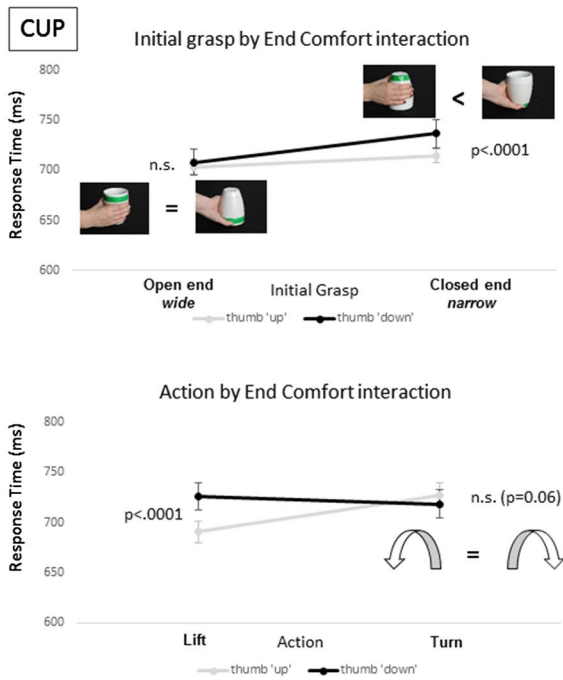 CUP
Initial grasp by End Comfort interaction
Response Time (ms)
800
750
700
650
600
<
n.s.
p<.0001
=
Open end
wide
Initial Grasp
Closed end
narrow
thumb 'up'
thumb 'down'
Action by End Comfort interaction
Response Time (ms)
800
750
700
650
600
p<.0001
n.s. (p=0.06)
=
Lift
Action
Turn
thumb 'up'
thumb 'down'